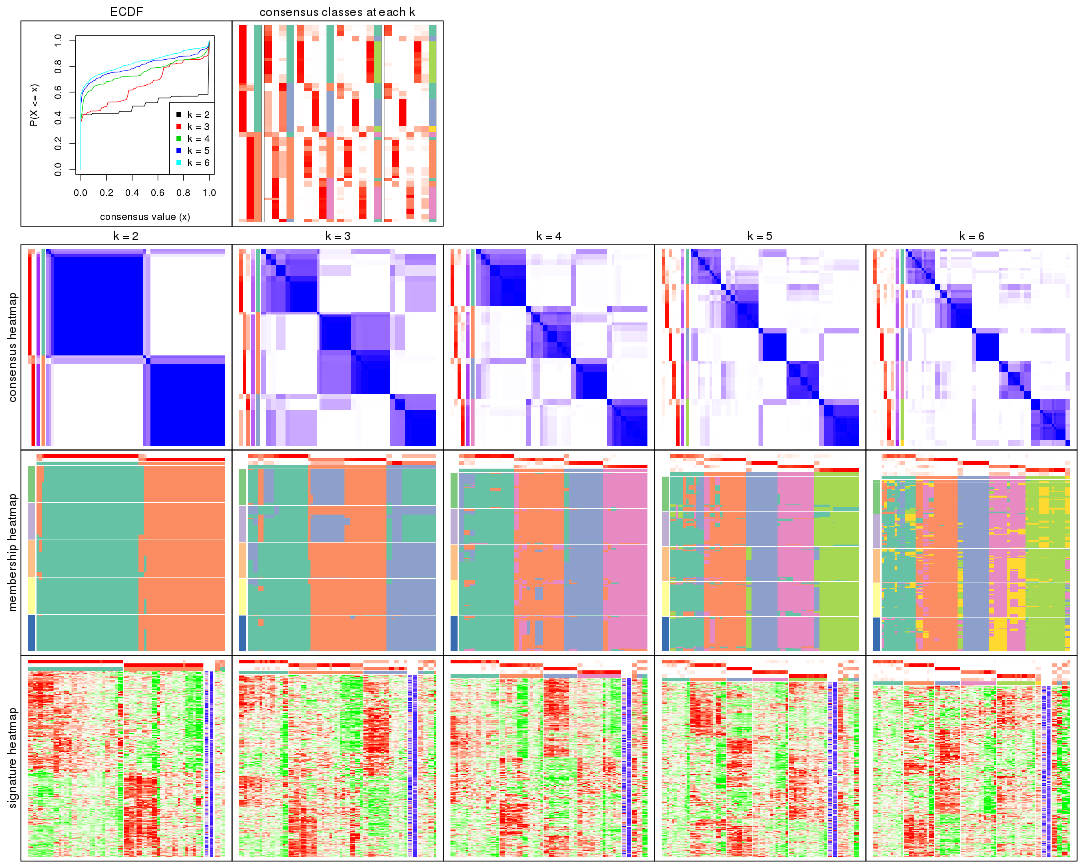 ECDF
consensus classes at each k
P(X <= x)
0.0 0.2 0.4 0.6 0.8 1.0
k = 2
k = 3
k = 4
k = 5
k = 6
0.0 0.2 0.4 0.6 0.8 1.0
consensus value (x)
k = 2 k = 3 k = 4 k = 5 k = 6
consensus heatmap
membership heatmap
signature heatmap